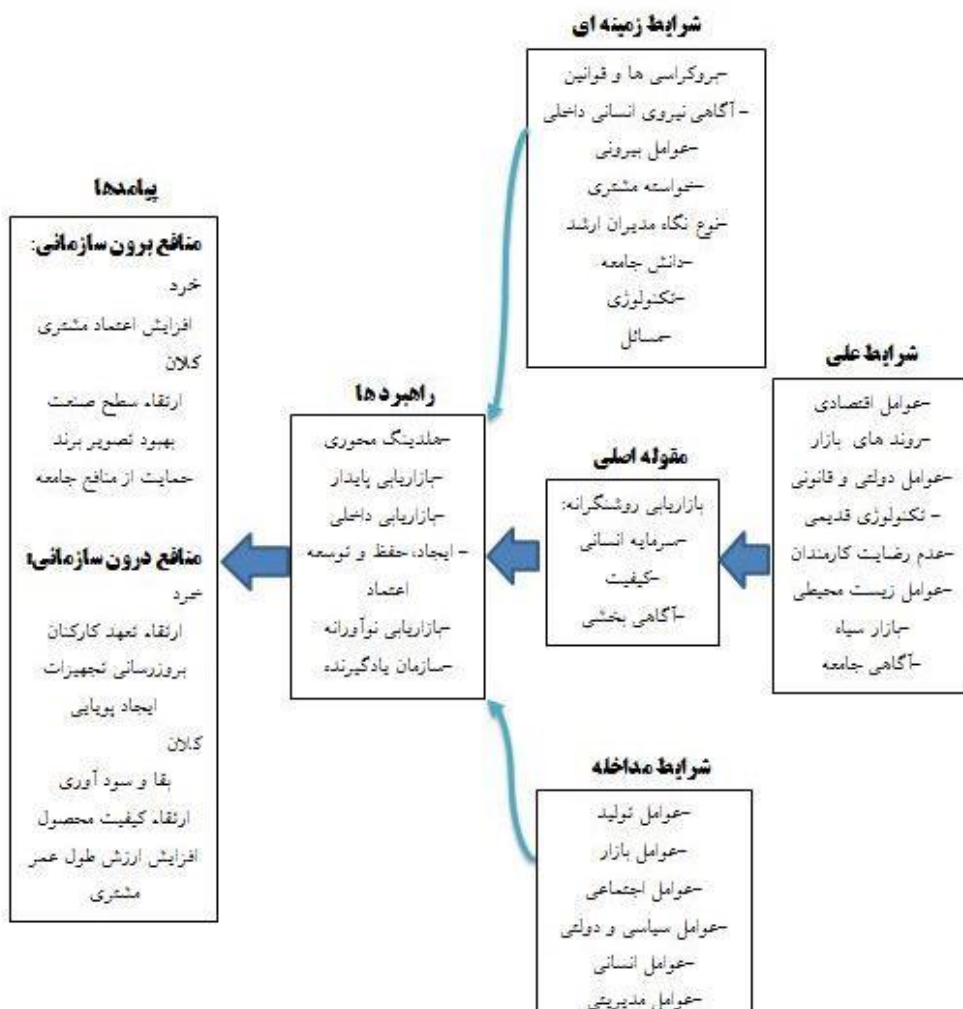 شرایط زمینه ای
-بروکراسی ها و قوانین
- آگاهی نیروی انسانی داخلی
-عوامل بیرونی
-خواسته مشتری
-نوع نگاه مدیران ارشد
-دانش جامعه
-تکنولوژی
-مسائل
شرایط علی
-عوامل اقتصادی
-روند های بازار
-عوامل دولتی و قانونی
- تکنولوژی قدیمی
-عدم رضایت کارمندان
-عوامل زیست محیطی
-بازار سیاه
-آگاهی جامعه
مقوله اصلی
بازاریابی روشنگرانه:
-سرمایه انسانی
-کیفیت
-آگاهی بخشی
راهبردها
-هلدینگ محوری
-بازاریابی پایدار
-بازاریابی داخلی
- ایجاد، حفظ و توسعه
اعتماد
-بازاریابی نوآورانه
-سازمان یادگیرنده
شرایط مداخله
-عوامل تولید
-عوامل بازار
-عوامل اجتماعی
-عوامل سیاسی و دولتی
-عوامل انسانی
-عوامل مدیریتی
پیامدها
منافع برون سازمانی:
خرد
افزایش اعتماد مشتری
کلان
ارتقاء سطح صنعت
بهبود تصویر برند
حمایت از منافع جامعه
منافع درون سازمانی:
خرد
ارتقاء تعهد کارکنان
بروزرسانی تجهیزات
ایجاد پویایی
کلان
بقا و سود آوری
ارتقاء کیفیت محصول
افزایش ارزش طول عمر
مشتری